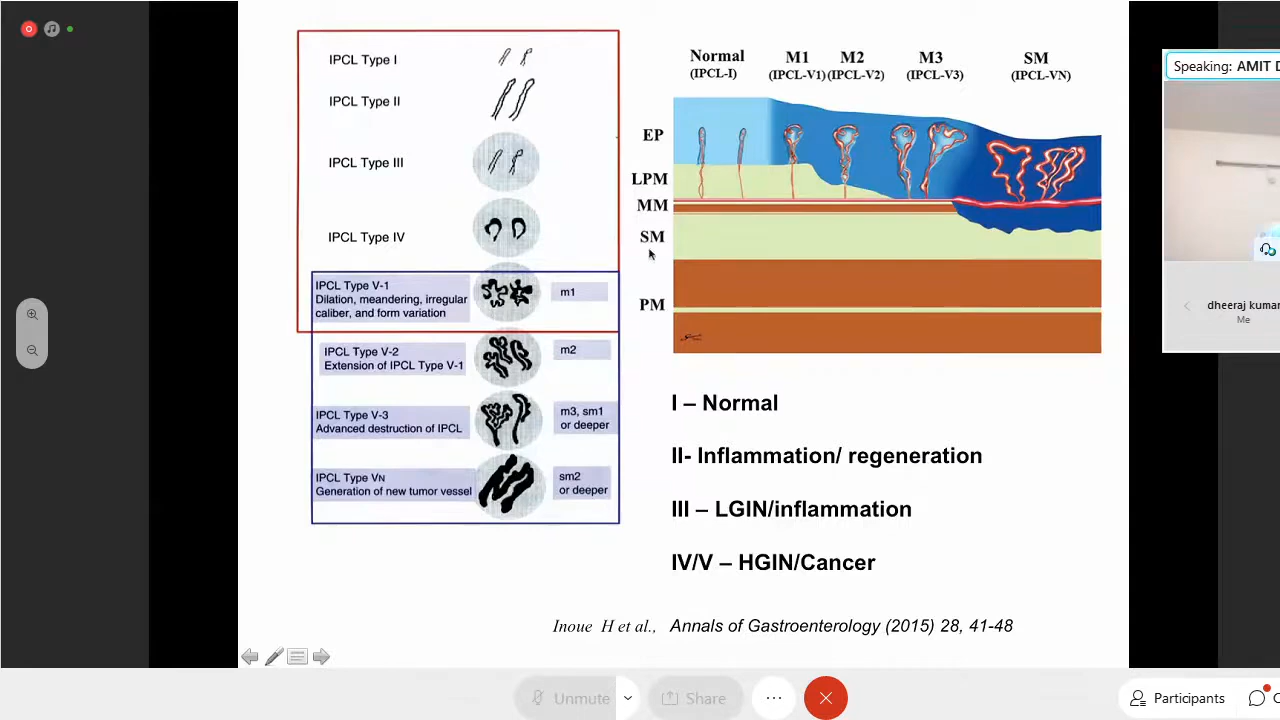 IPCL Type I
IPCL Type II
IPCL Type III
IPCL Type IV
IPCL Type V-1
Dilation, meandering, irregular
caliber, and form variation
m1
IPCL Type V-2
Extension of IPCL Type V-1
m2
IPCL Type V-3
Advanced destruction of IPCL
m3, sm1
or deeper
IPCL Type VN
Generation of new tumor vessel
sm2
or deeper
Normal
(IPCL-I)
M1
(IPCL-V1)
M2
(IPCL-V2)
M3
(IPCL-V3)
SM
(IPCL-VN)
EP
LPM
MM
SM
PM
I – Normal
II- Inflammation/ regeneration
III – LGIN/inflammation
IV/V – HGIN/Cancer
Inoue H et al., Annals of Gastroenterology (2015) 28, 41-48
Speaking: AMIT D
dheeraj kumar
Me
Unmute
Share
Participants
C